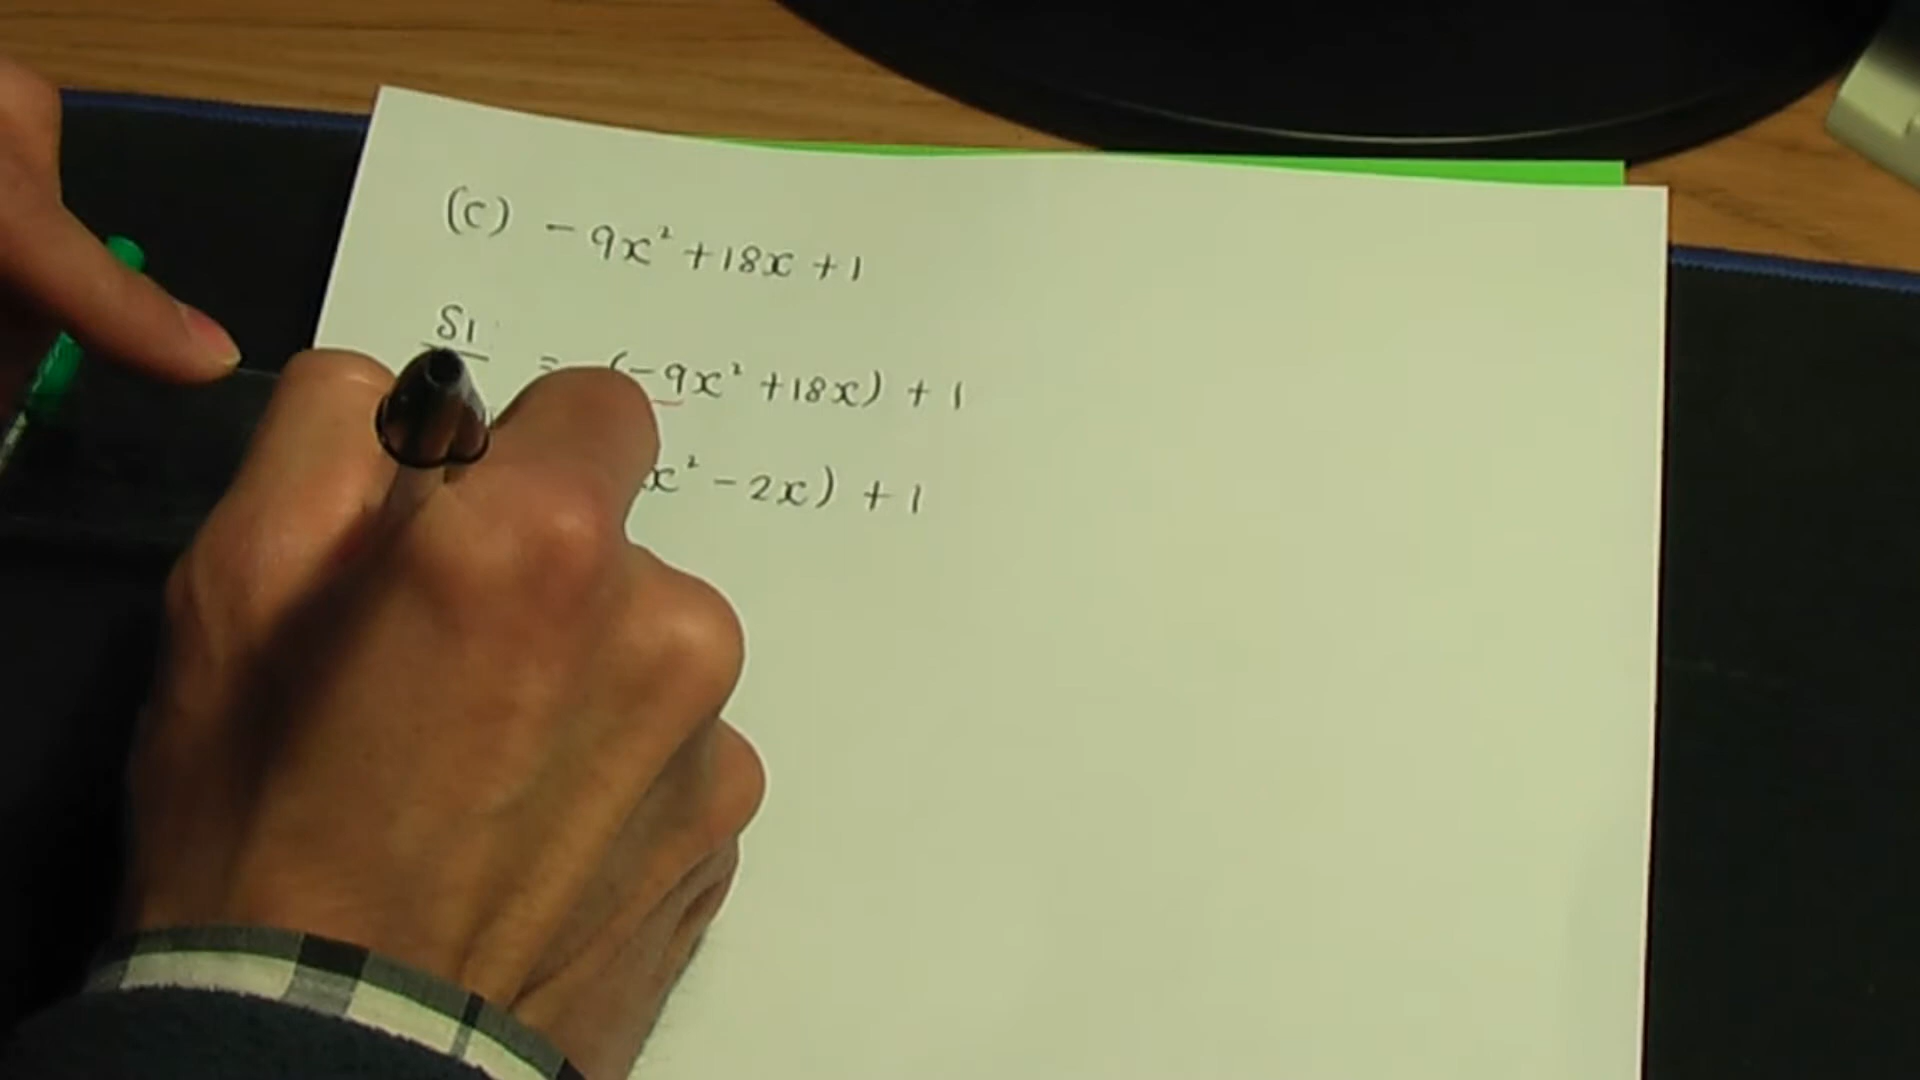 (c) -9x² +18x +1
S1
= (-9x² +18x) + 1
x² -2x) + 1